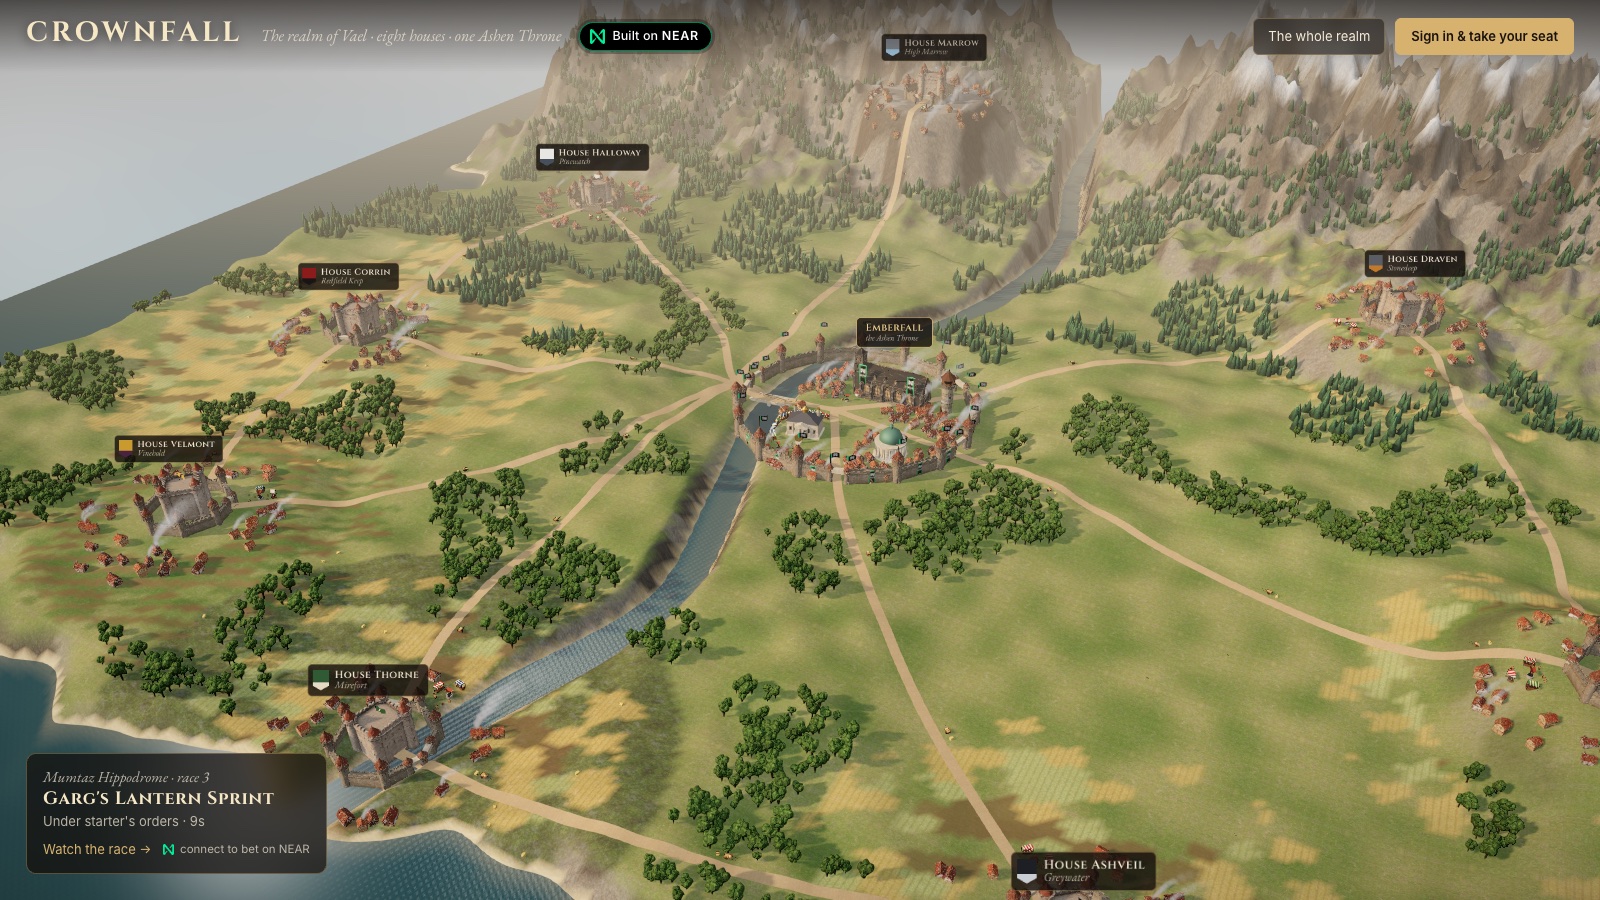 CROWNFALL
The realm of Vael · eight houses · one Ashen Throne
Built on NEAR
The whole realm
Sign in & take your seat
HOUSE MARROW
High Marrow
HOUSE HALLOWAY
Pinewatch
HOUSE CORRIN
Redfield Keep
HOUSE DRAVEN
Stonedeep
EMBERFALL
the Ashen Throne
HOUSE VELMONT
Vinehold
HOUSE THORNE
Mirefort
Mumtaz Hippodrome · race 3
GARG'S LANTERN SPRINT
Under starter's orders · 9s
Watch the race →
connect to bet on NEAR
HOUSE ASHVEIL
Greywater